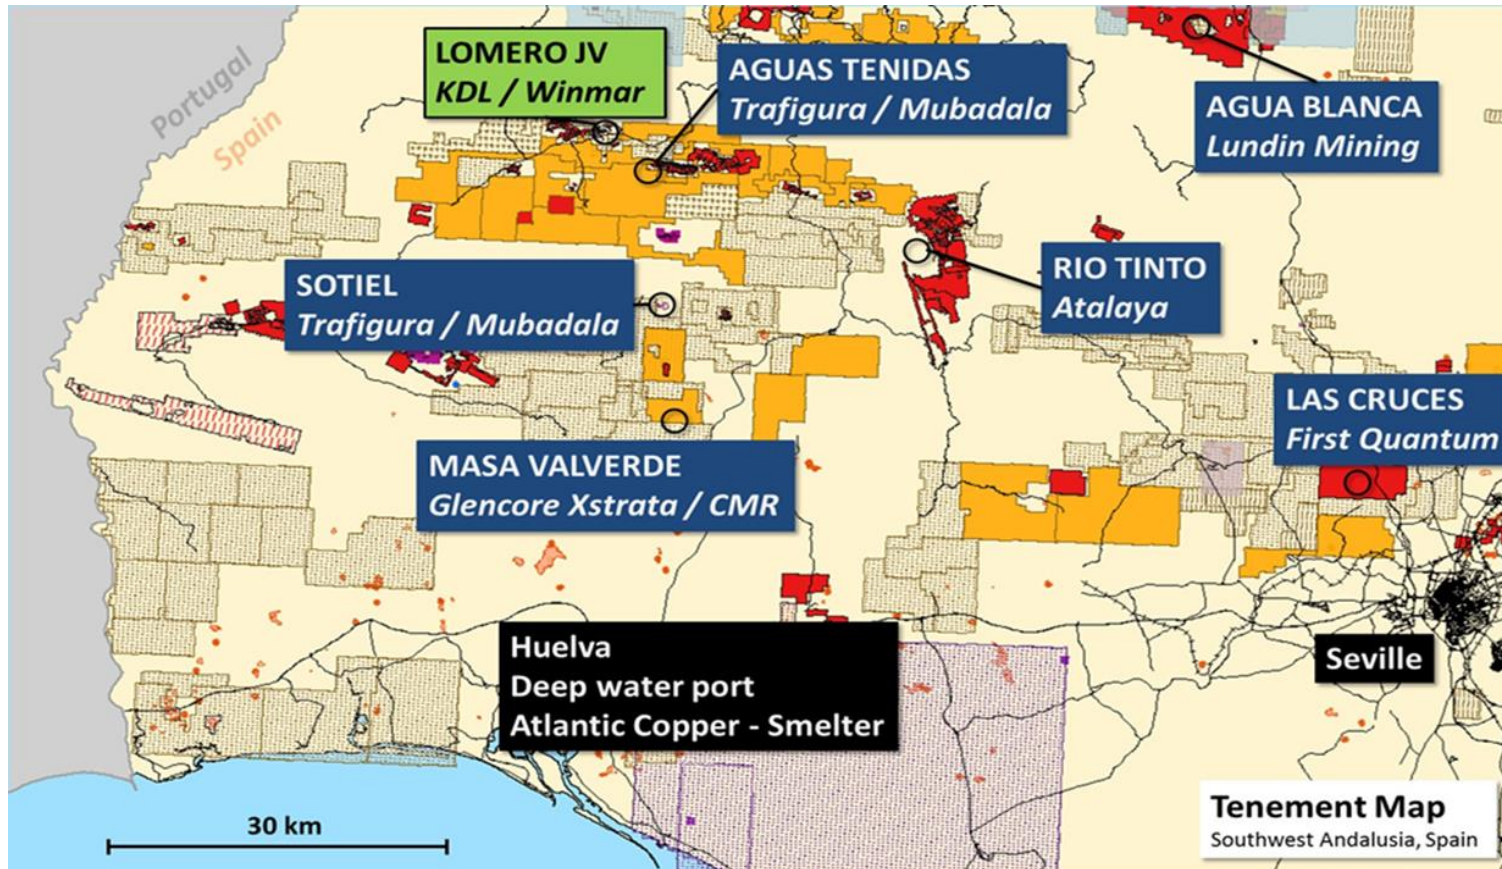 LOMERO JV
KDL / Winmar
AGUAS TENIDAS
Trafigura / Mubadala
AGUA BLANCA
Lundin Mining
Portugal
Spain
SOTIEL
Trafigura / Mubadala
RIO TINTO
Atalaya
LAS CRUCES
First Quantum
MASA VALVERDE
Glencore Xstrata / CMR
Huelva
Deep water port
Atlantic Copper - Smelter
Seville
30 km
Tenement Map
Southwest Andalusia, Spain